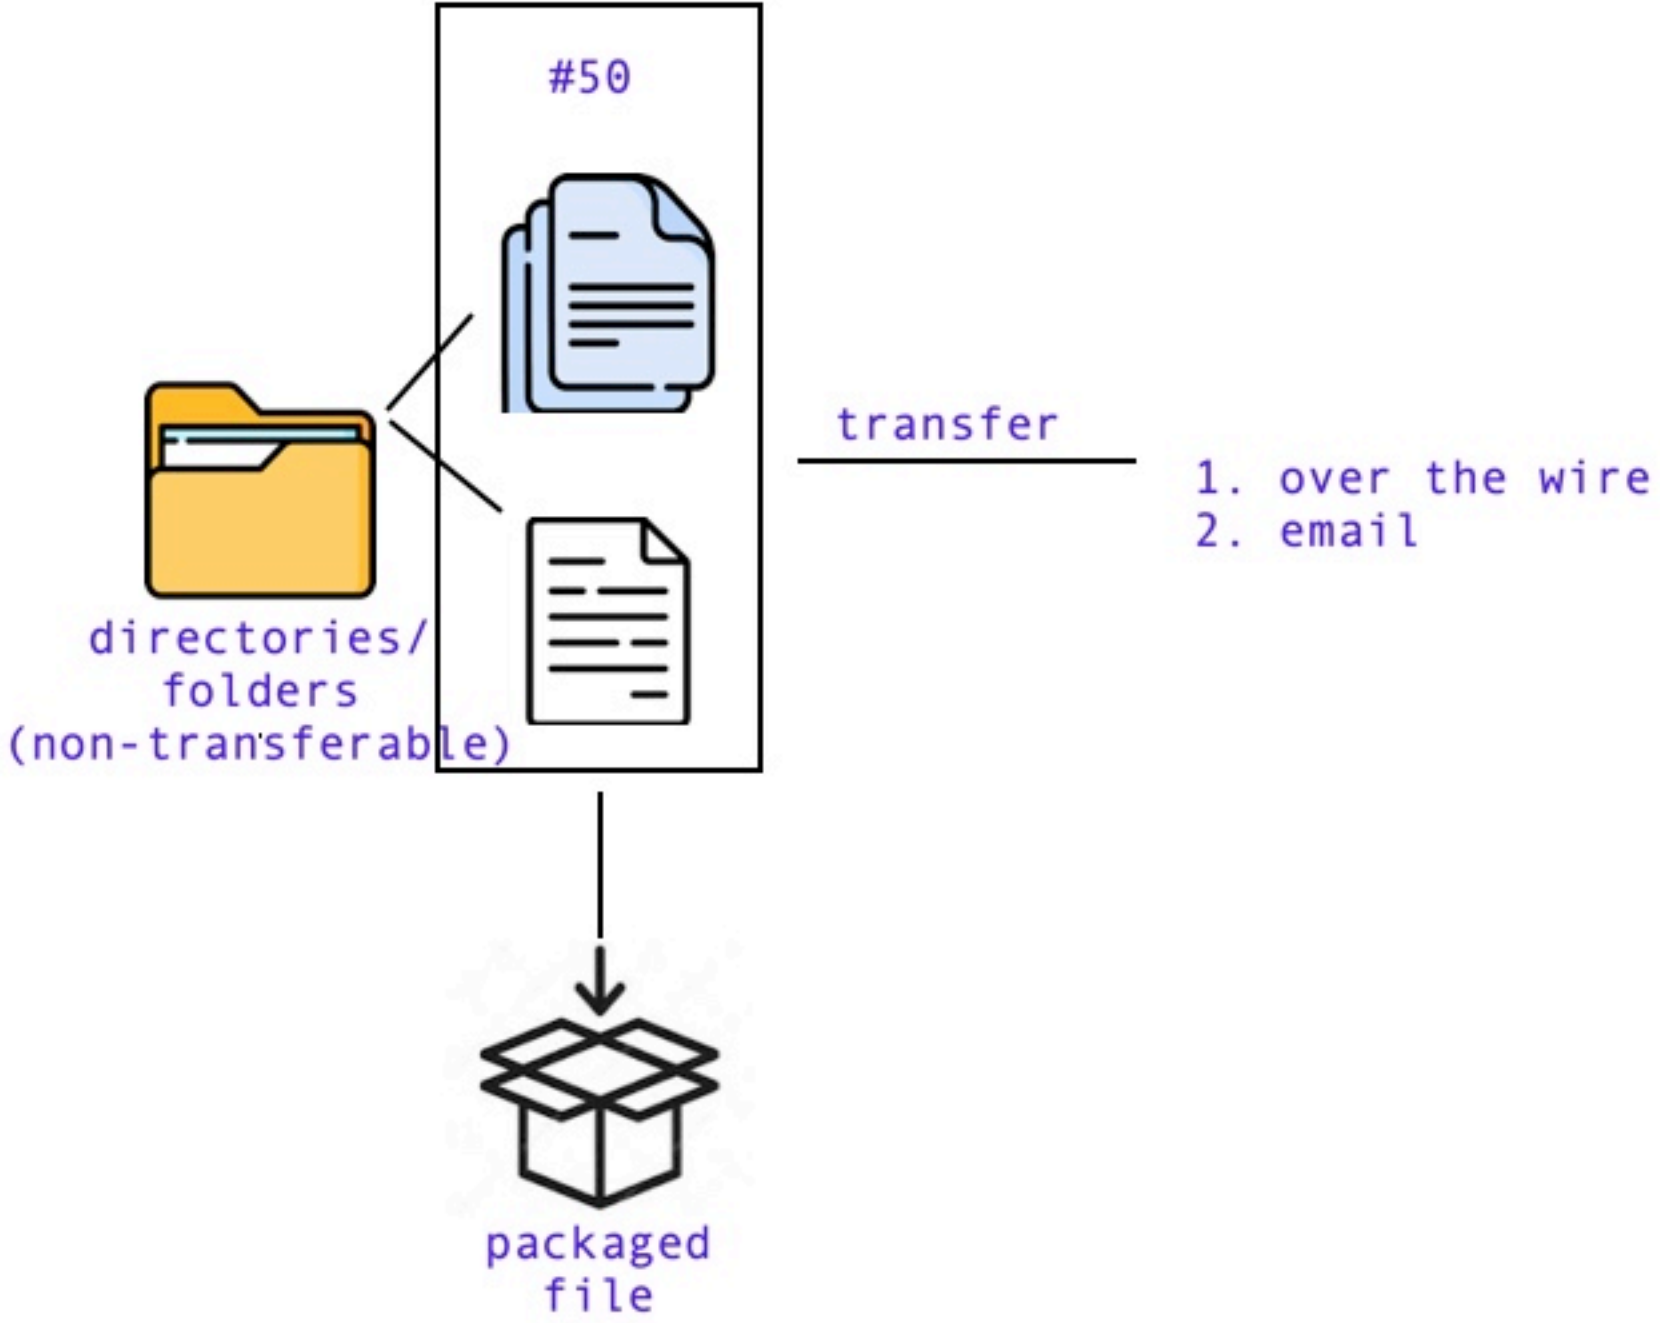 #50
transfer
1. over the wire
2. email
directories/
folders
(non-transferable)
packaged
file